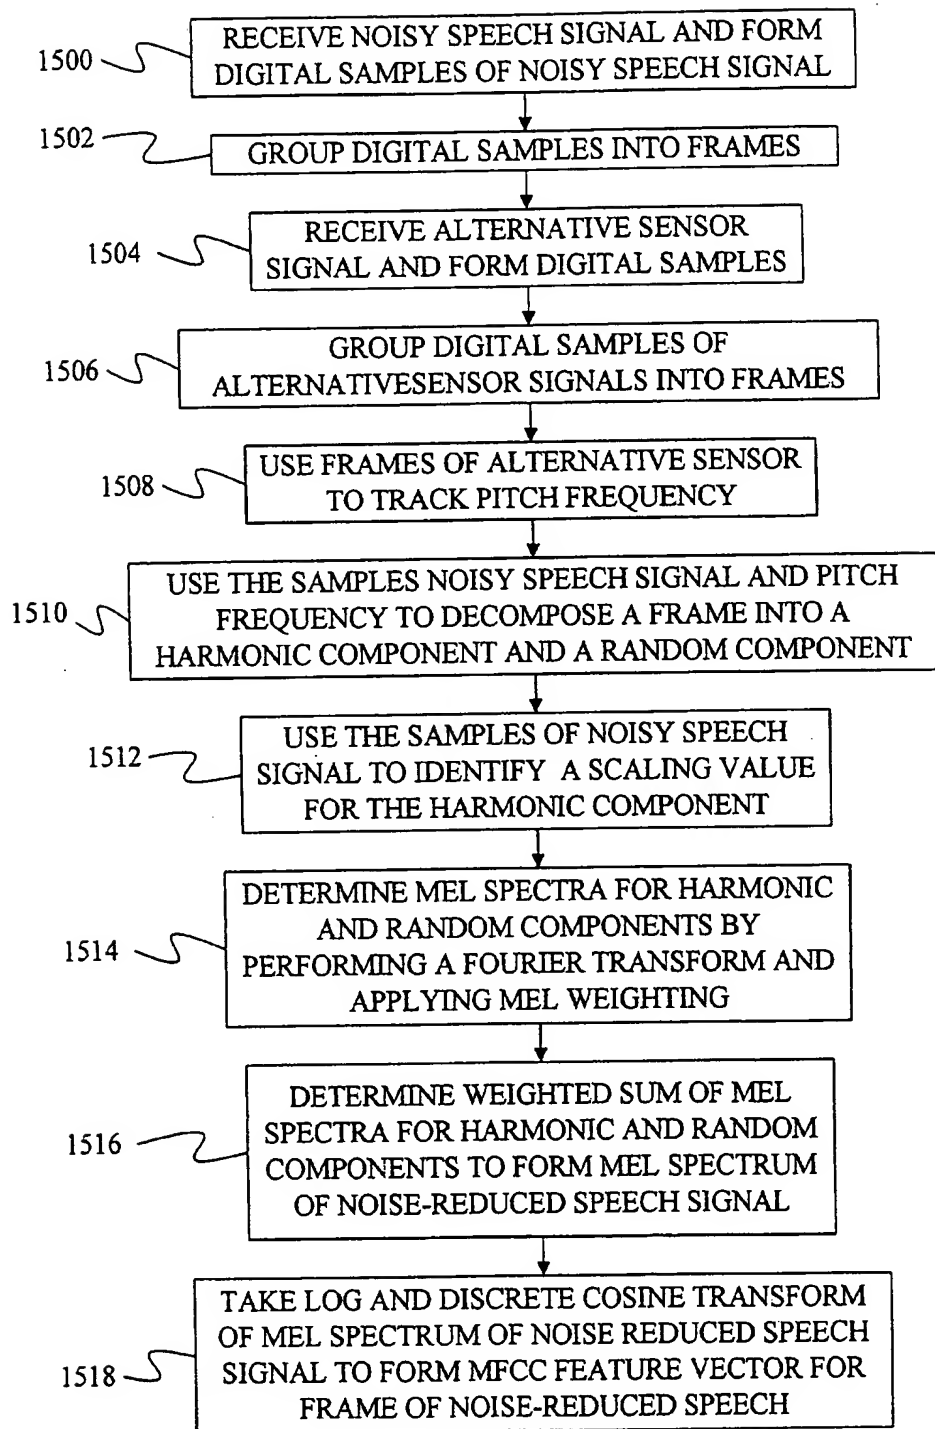 1500
RECEIVE NOISY SPEECH SIGNAL AND FORM
DIGITAL SAMPLES OF NOISY SPEECH SIGNAL
1502
GROUP DIGITAL SAMPLES INTO FRAMES
1504
RECEIVE ALTERNATIVE SENSOR
SIGNAL AND FORM DIGITAL SAMPLES
1506
GROUP DIGITAL SAMPLES OF
ALTERNATIVESENSOR SIGNALS INTO FRAMES
1508
USE FRAMES OF ALTERNATIVE SENSOR
TO TRACK PITCH FREQUENCY
1510
USE THE SAMPLES NOISY SPEECH SIGNAL AND PITCH
FREQUENCY TO DECOMPOSE A FRAME INTO A
HARMONIC COMPONENT AND A RANDOM COMPONENT
1512
USE THE SAMPLES OF NOISY SPEECH
SIGNAL TO IDENTIFY A SCALING VALUE
FOR THE HARMONIC COMPONENT
1514
DETERMINE MEL SPECTRA FOR HARMONIC
AND RANDOM COMPONENTS BY
PERFORMING A FOURIER TRANSFORM AND
APPLYING MEL WEIGHTING
1516
DETERMINE WEIGHTED SUM OF MEL
SPECTRA FOR HARMONIC AND RANDOM
COMPONENTS TO FORM MEL SPECTRUM
OF NOISE-REDUCED SPEECH SIGNAL
1518
TAKE LOG AND DISCRETE COSINE TRANSFORM
OF MEL SPECTRUM OF NOISE REDUCED SPEECH
SIGNAL TO FORM MFCC FEATURE VECTOR FOR
FRAME OF NOISE-REDUCED SPEECH